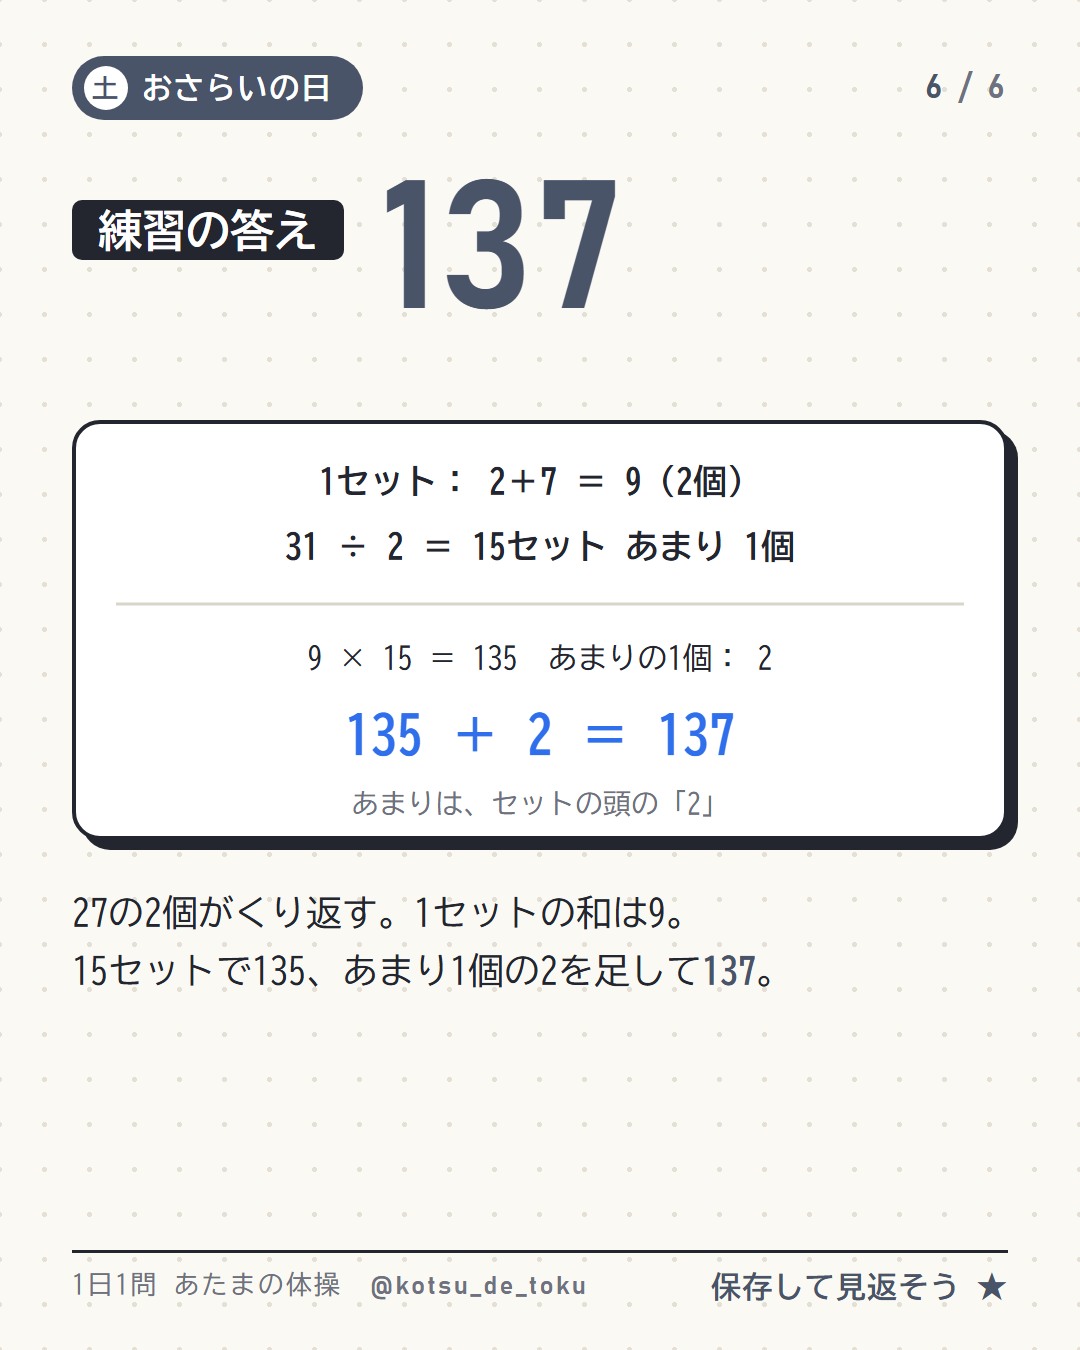 土 おさらいの日
6 / 6
練習の答え 137
1セット： 2＋7 ＝ 9（2個）
31 ÷ 2 ＝ 15セット あまり 1個
9 × 15 ＝ 135　あまりの1個： 2
135 ＋ 2 ＝ 137
あまりは、セットの頭の「2」
27の2個がくり返す。1セットの和は9。
15セットで135、あまり1個の2を足して137。
1日1問 あたまの体操 @kotsu_de_toku
保存して見返そう ★